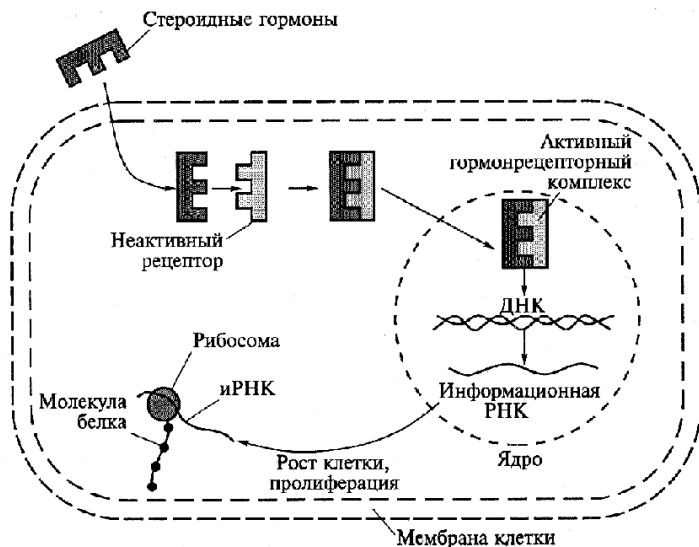 Стероидные гормоны
Активный
гормонрецепторный
комплекс
Неактивный
рецептор
ДНК
Рибосома
иРНК
Молекула
белка
Информационная
РНК
Рост клетки,
пролиферация
Ядро
Мембрана клетки